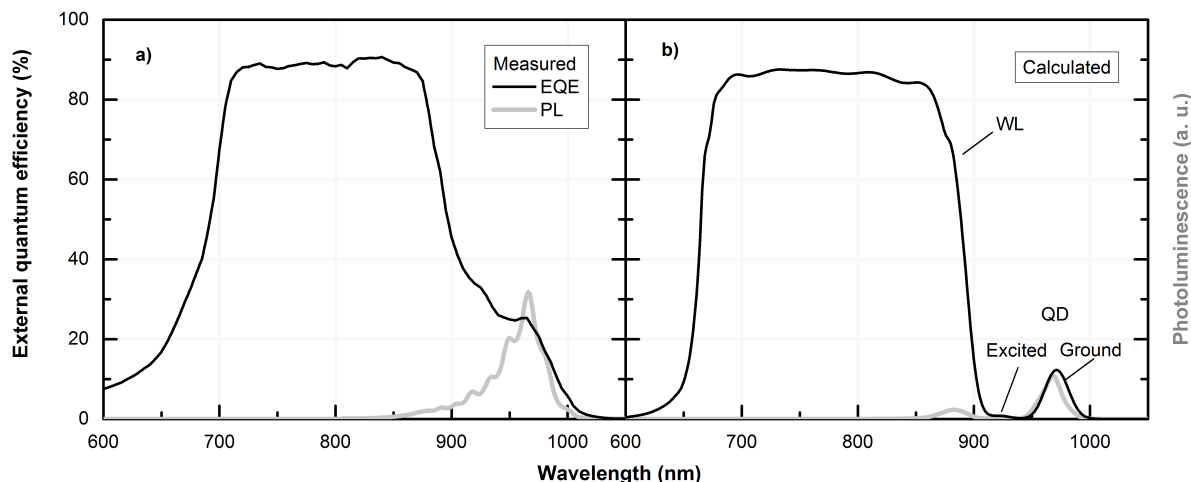 External quantum efficiency (%)
100
80
60
40
20
0
a)
Measured
EQE
PL
600
700
800
900
1000
b)
Calculated
WL
QD
Excited
Ground
600
700
800
900
1000
Wavelength (nm)
Photoluminescence (a. u.)